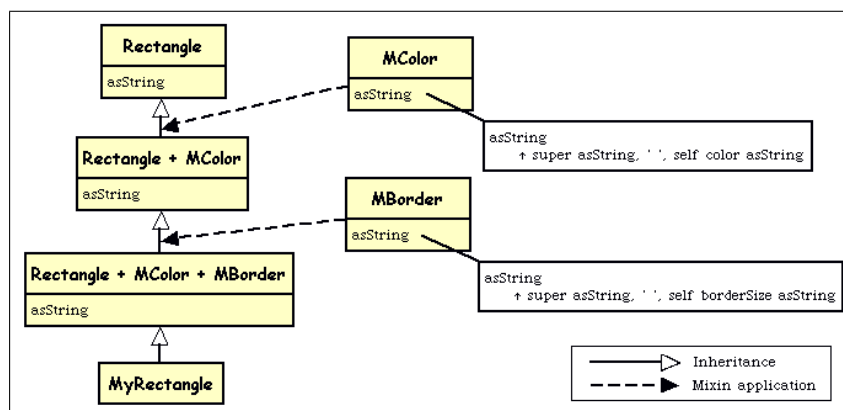 Rectangle
asString
MColor
asString
asString
↑ super asString, ' ', self color asString
Rectangle + MColor
asString
MBorder
asString
asString
↑ super asString, ' ', self borderSize asString
Rectangle + MColor + MBorder
asString
MyRectangle
Inheritance
Mixin application